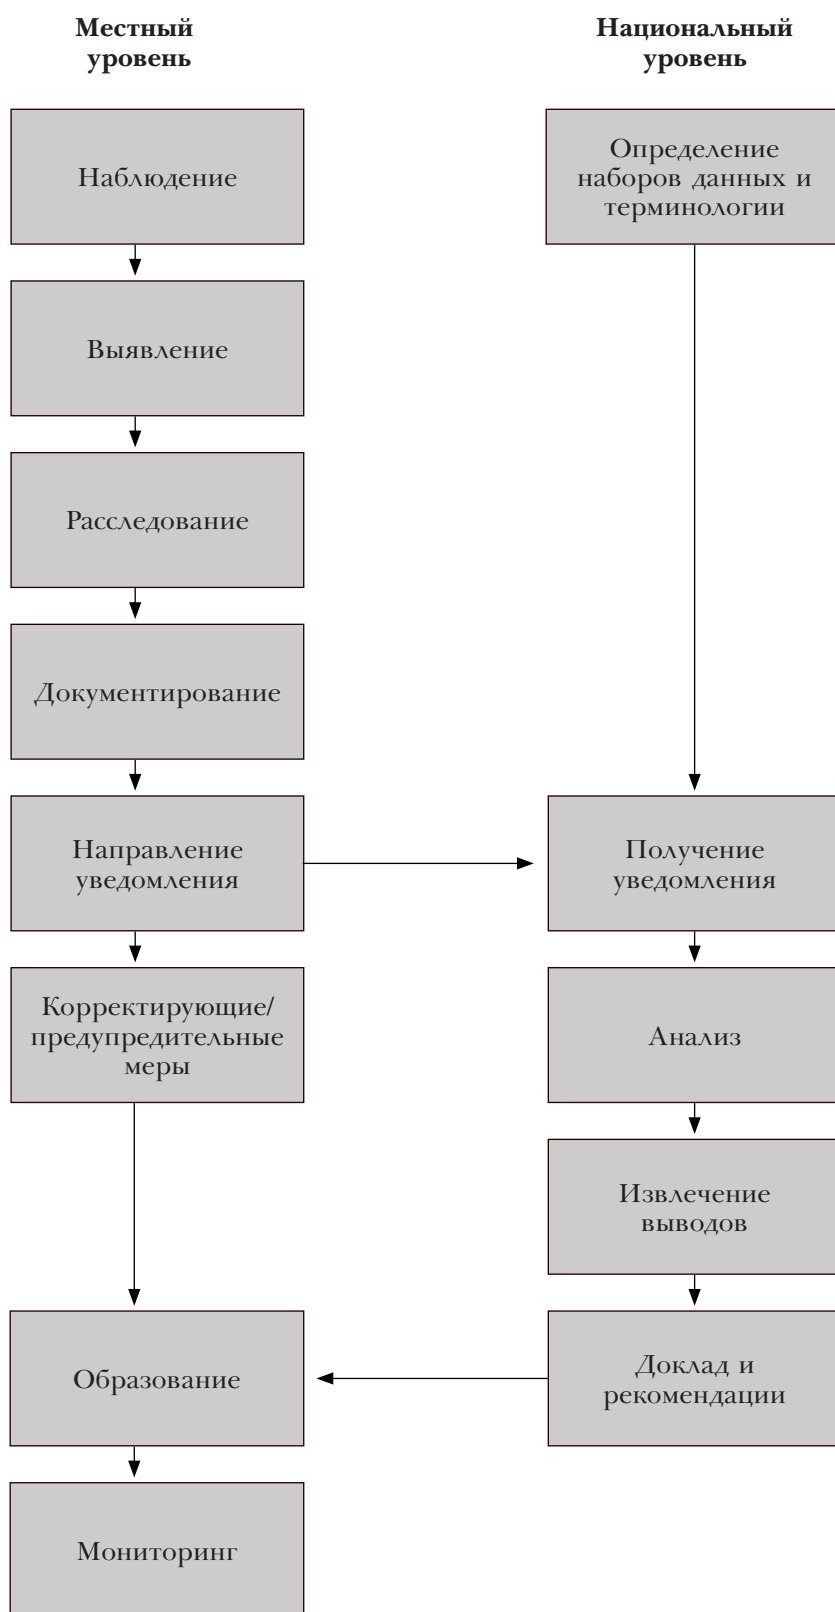 Местный
уровень
Национальный
уровень
Наблюдение
Определение
наборов данных и
терминологии
Выявление
Расследование
Документирование
Направление
уведомления
Получение
уведомления
Корректирующие/
предупредительные
меры
Анализ
Извлечение
выводов
Образование
Доклад и
рекомендации
Мониторинг